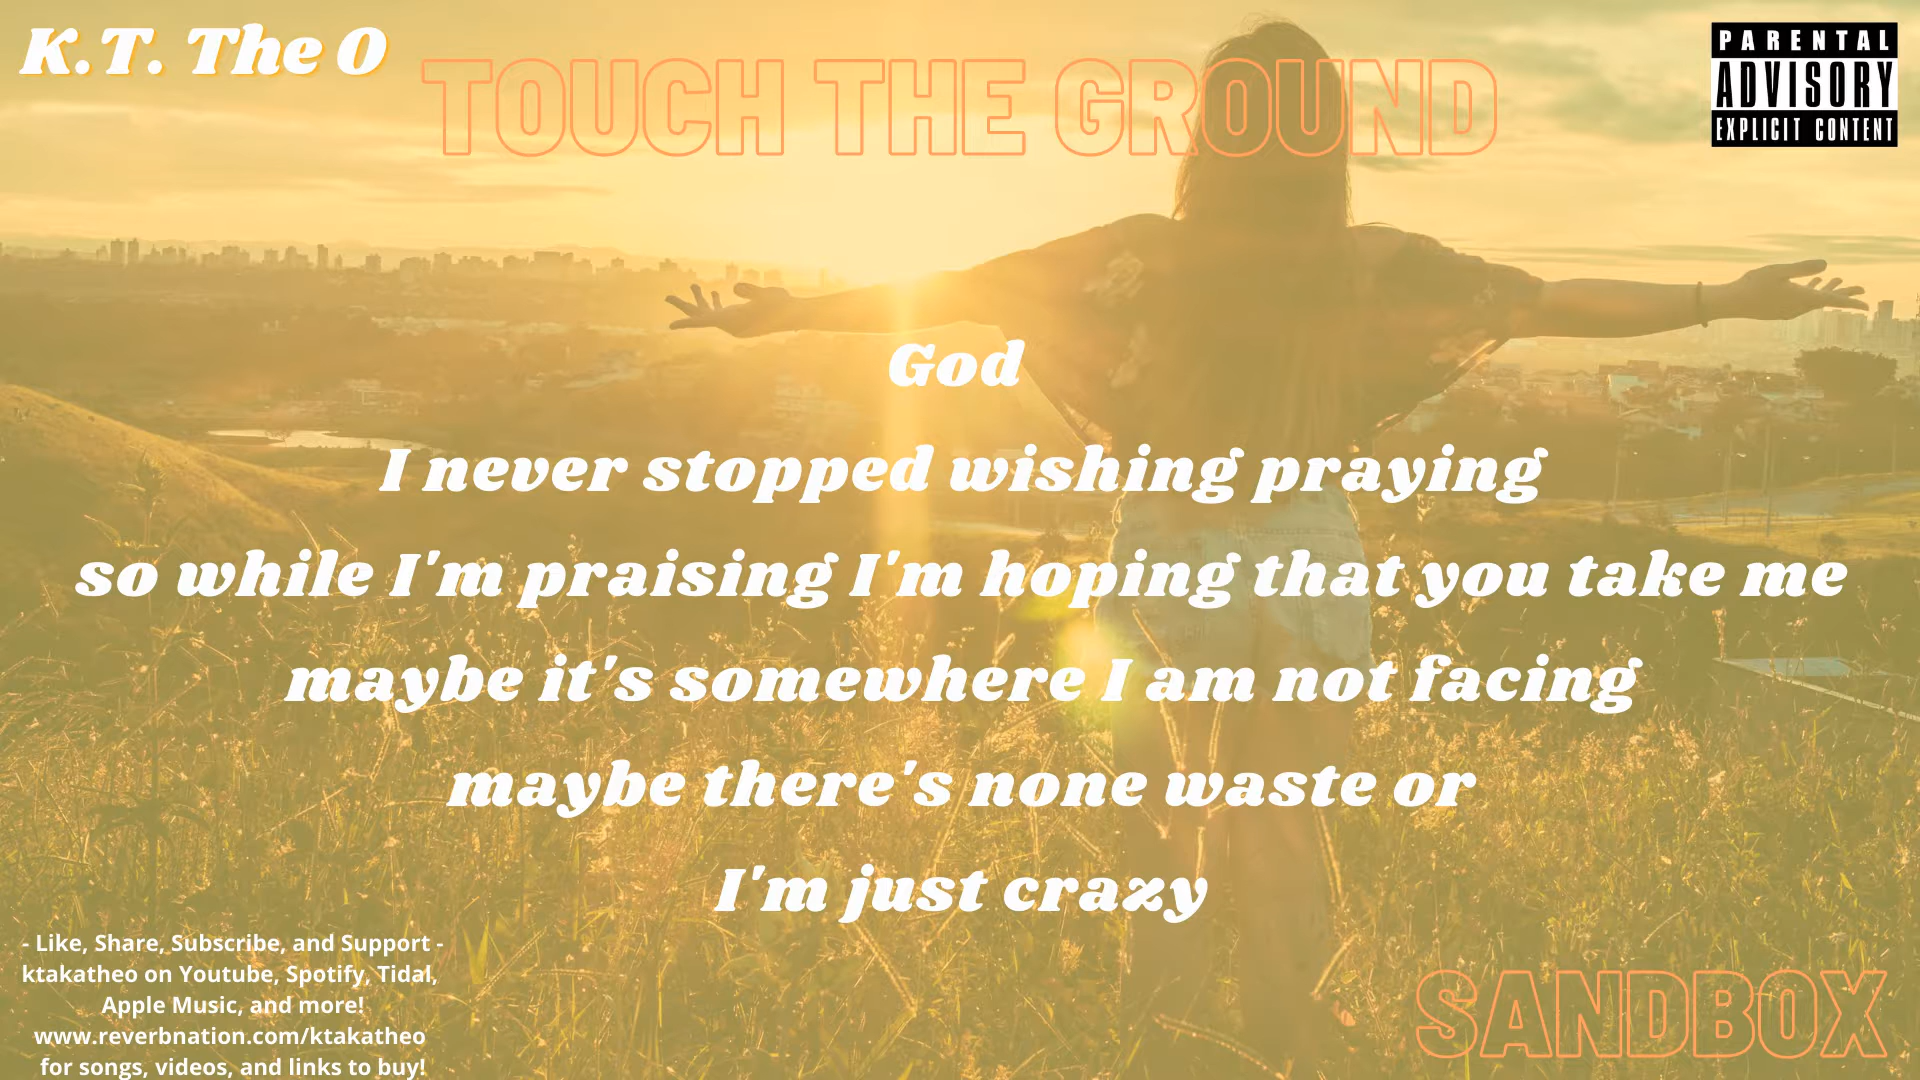 K.T. The O
TOUCH THE GROUND
PARENTAL
ADVISORY
EXPLICIT CONTENT
God
I never stopped wishing praying
so while I'm praising I'm hoping that you take me
maybe it's somewhere I am not facing
maybe there's none waste or
I'm just crazy
- Like, Share, Subscribe, and Support -
ktakatheo on Youtube, Spotify, Tidal,
Apple Music, and more!
www.reverbnation.com/ktakatheo
for songs, videos, and links to buy!
SANDBOX